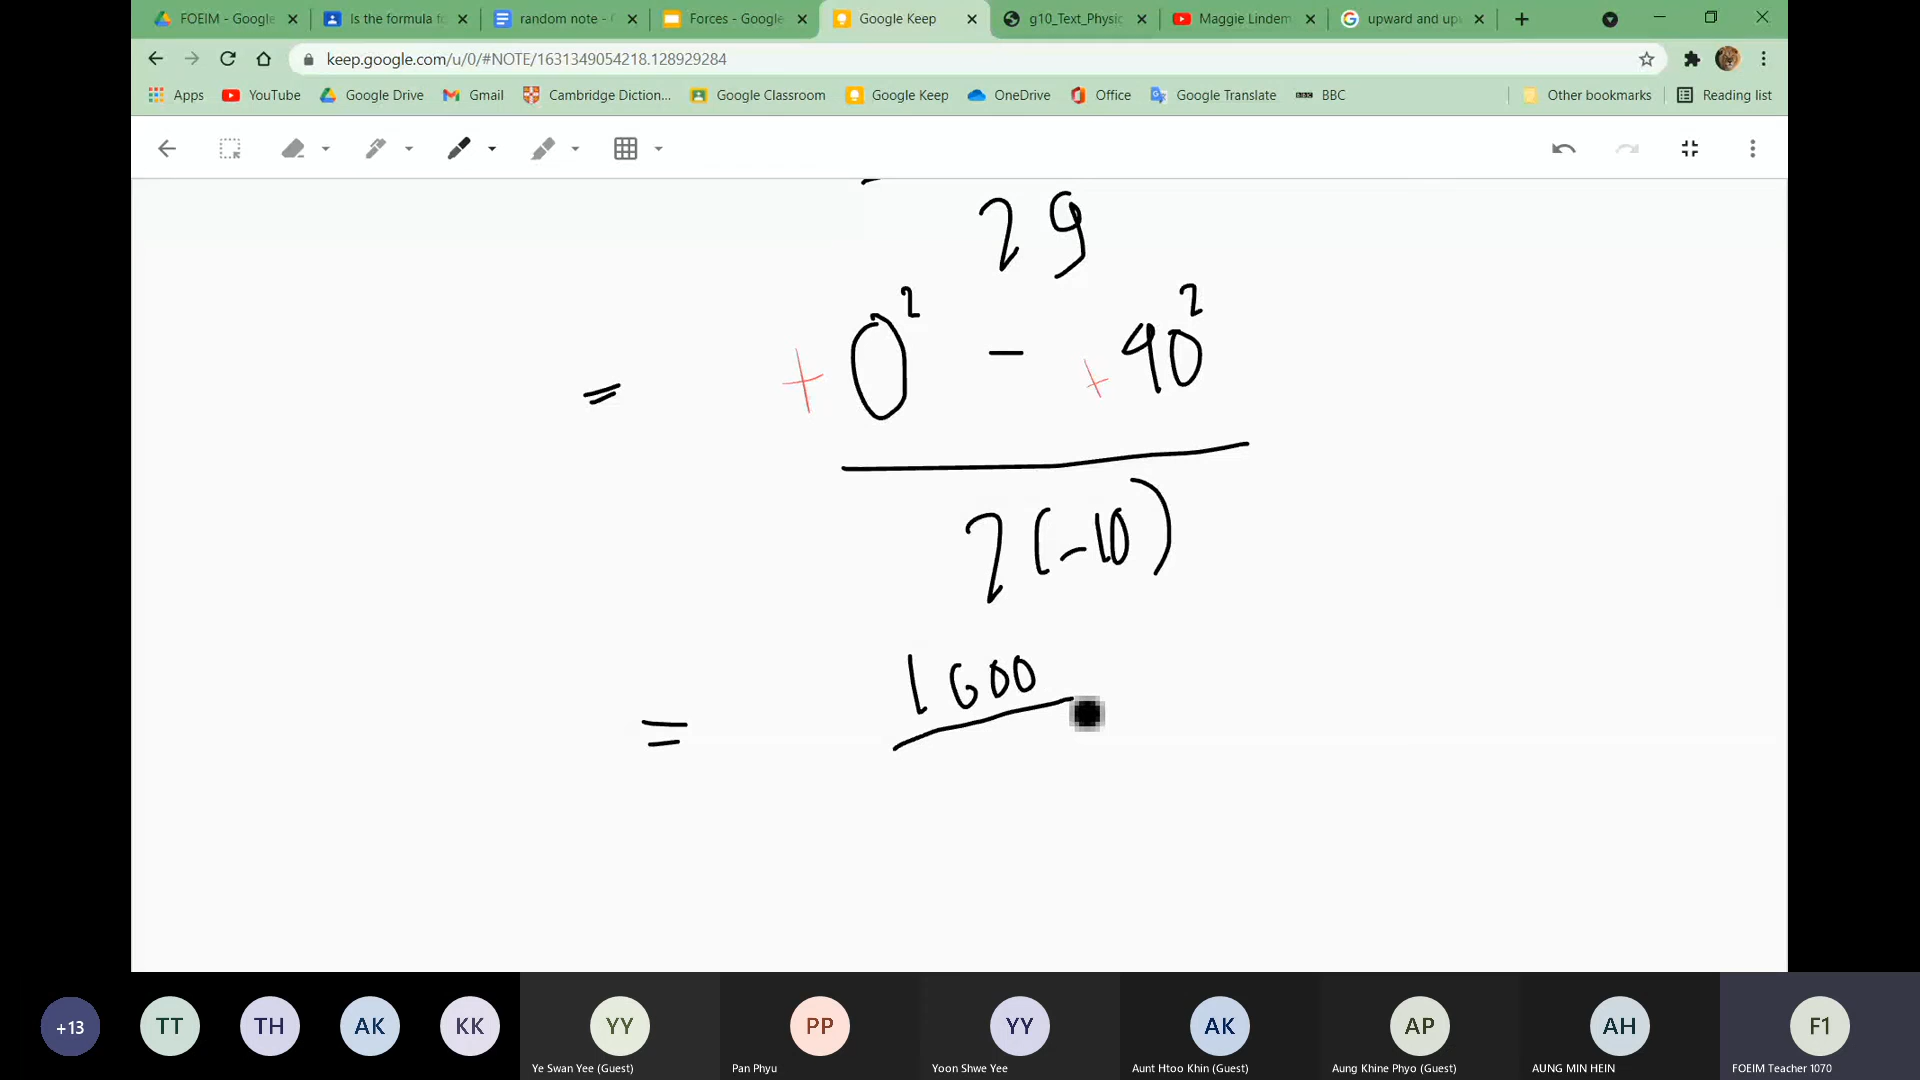 FOEIM - Google
Is the formula fo
random note - G
Forces - Google
Google Keep
g10_Text_Physic
Maggie Lindem
upward and up
keep.google.com/u/0/#NOTE/1631349054218.128929284
Apps YouTube Google Drive Gmail Cambridge Diction... Google Classroom Google Keep OneDrive Office Google Translate BBC Other bookmarks Reading list
2g
= +0² - +40²
2(-10)
= 1600
+13 TT TH AK KK YY PP YY AK AP AH F1
Ye Swan Yee (Guest) Pan Phyu Yoon Shwe Yee Aunt Htoo Khin (Guest) Aung Khine Phyo (Guest) AUNG MIN HEIN FOEIM Teacher 1070